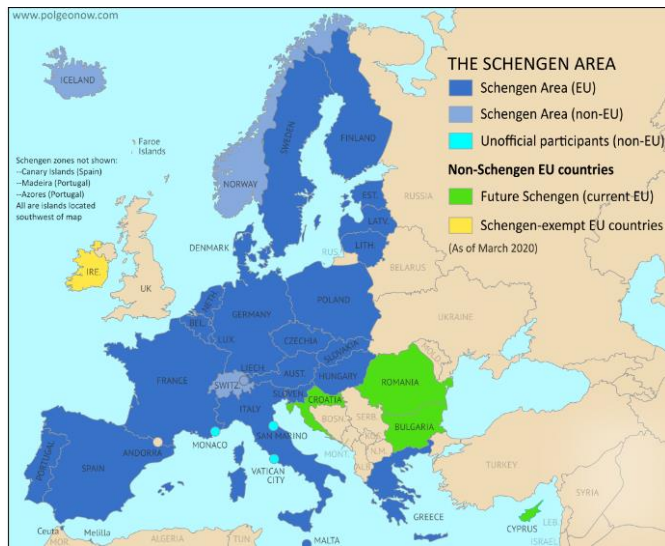 www.polgeonow.com
THE SCHENGEN AREA
Schengen Area (EU)
Schengen Area (non-EU)
Unofficial participants (non-EU)
Non-Schengen EU countries
Future Schengen (current EU)
Schengen-exempt EU countries
(As of March 2020)
ICELAND
Faroe
Islands
Schengen zones not shown:
--Canary Islands (Spain)
--Madeira (Portugal)
--Azores (Portugal)
All are islands located
southwest of map
NORWAY
SWEDEN
FINLAND
RUSSIA
EST.
LATV.
LITH.
RUS.
DENMARK
BELARUS
IRE.
UK
NETH.
BEL.
LUX.
GERMANY
POLAND
UKRAINE
CZECHIA
SLOVAKIA
LIECH.
AUST.
HUNGARY
MOLD.
FRANCE
SWITZ.
SLOVEN.
CROATIA
ROMANIA
ITALY
BOSN.
SERB.
SAN MARINO
BULGARIA
MONACO
ANDORRA
PORTUGAL
SPAIN
VATICAN
CITY
MONT.
KOS.
N.M.
ALB.
TURKEY
GREECE
SYRIA
CYPRUS
LEB.
ISRAEL
Ceuta
Melilla
MOR.
ALGERIA
TUN.
MALTA